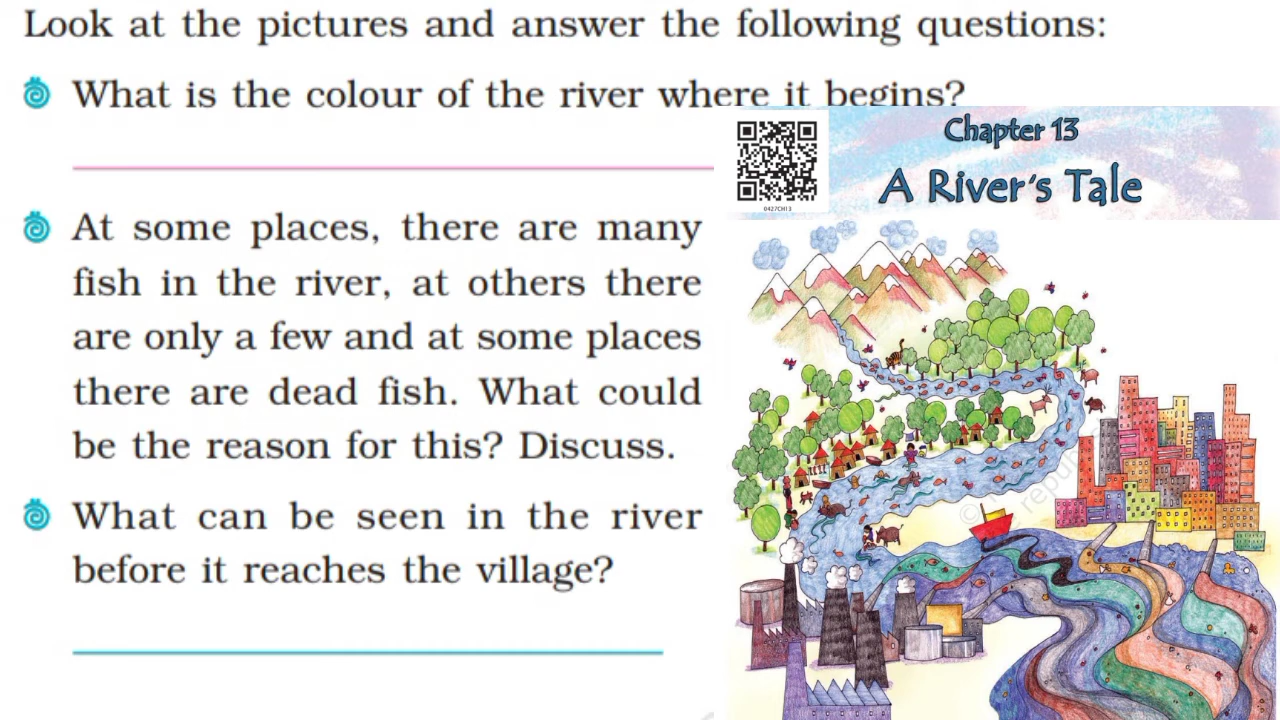 Look at the pictures and answer the following questions:
What is the colour of the river where it begins?
At some places, there are many
fish in the river, at others there
are only a few and at some places
there are dead fish. What could
be the reason for this? Discuss.
What can be seen in the river
before it reaches the village?
Chapter 13
A River's Tale
0427CH13